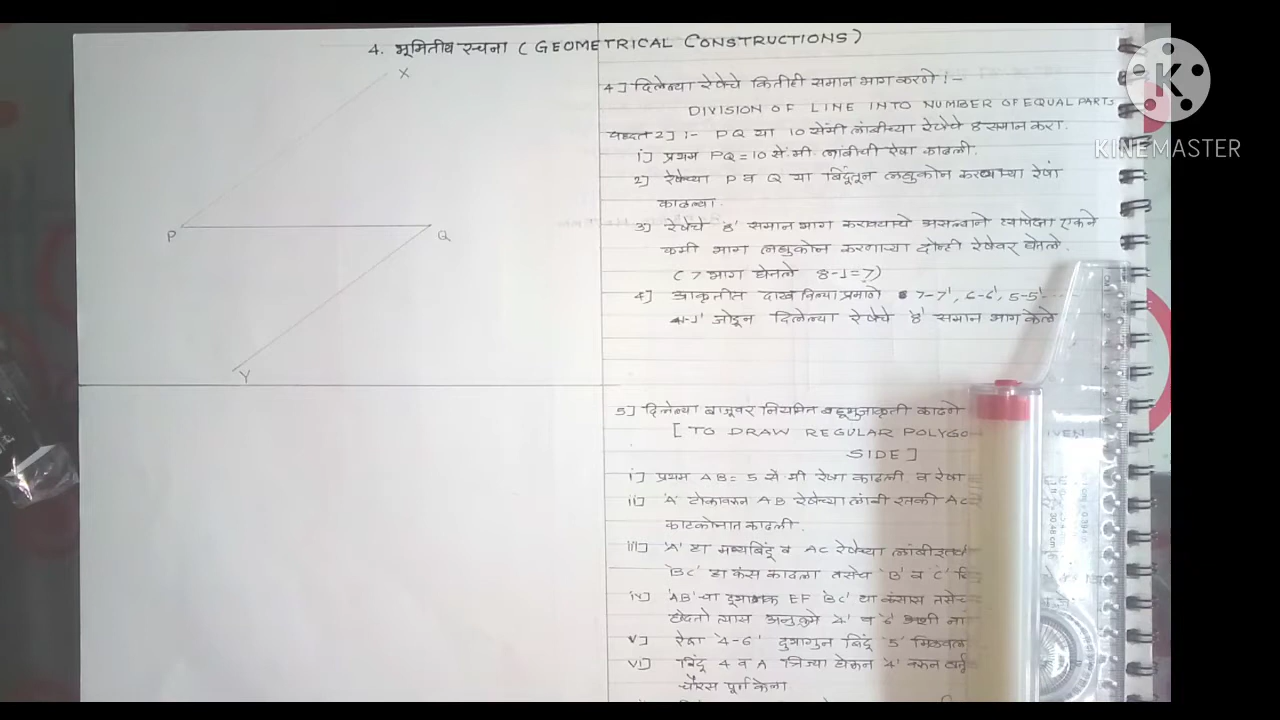 4. भूमितीय रचना ( GEOMETRICAL CONSTRUCTIONS )
X
P
Q
Y
4] दिलेल्या रेषेचे कितीही समान भाग करणे :-
DIVISION OF LINE INTO NUMBER OF EQUAL PARTS
पध्दत 2] :- PQ या 10 सेंमी लांबीच्या रेषेचे 8 समान करा.
i] प्रथम PQ = 10 से.मी. लांबीची रेषा काढली.
2] रेषेच्या P व Q या बिंदूंतून लघुकोन करणाऱ्या रेषा
काढल्या.
3] रेषेचे '8' समान भाग करावयाचे असल्याने त्यापेक्षा एकने
कमी भाग लघुकोन करणाऱ्या दोन्ही रेषेवर घेतले.
( 7 भाग घेतले 8-1=7)
4] आकृतीत दाखविल्या प्रमाणे 7-7', 6-6', 5-5'
1-1' जोडून दिलेल्या रेषेचे '8' समान भाग केले
5] दिलेल्या बाजूवर नियमित बहूभुजाकृती काढणे
[ TO DRAW REGULAR POLYGO IVEN
SIDE ]
i] प्रथम AB = 5 से.मी रेषा काढली व रेषा
ii] 'A' टोकावरून AB रेषेच्या लांबी इतकी AC
काटकोनात काढली.
iii] 'A' हा मध्यबिंदू व AC रेषेच्या लांबी
'BC' हा कंस काढला तसेच 'B' व 'C'
iv] 'AB' चा दूभाजक EF 'BC' या कंसास तसेच
छेदतो त्यास अनुक्रमे '4' व '6' अशी
v] रेषा '4-6' दुभागुन बिंदू '5' मिळवला
vi] बिंदू 4 व A त्रिज्या घेऊन '4' वरून
चौरस पूर्ण केला
K
KINEMASTER